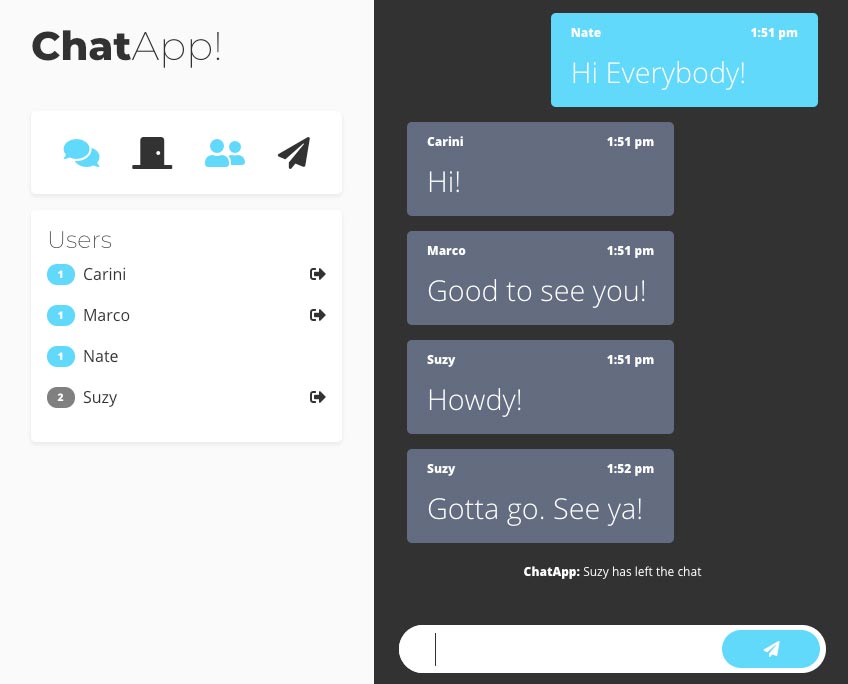 ChatApp!
Users
1 Carini
1 Marco
1 Nate
2 Suzy
Nate 1:51 pm
Hi Everybody!
Carini 1:51 pm
Hi!
Marco 1:51 pm
Good to see you!
Suzy 1:51 pm
Howdy!
Suzy 1:52 pm
Gotta go. See ya!
ChatApp: Suzy has left the chat